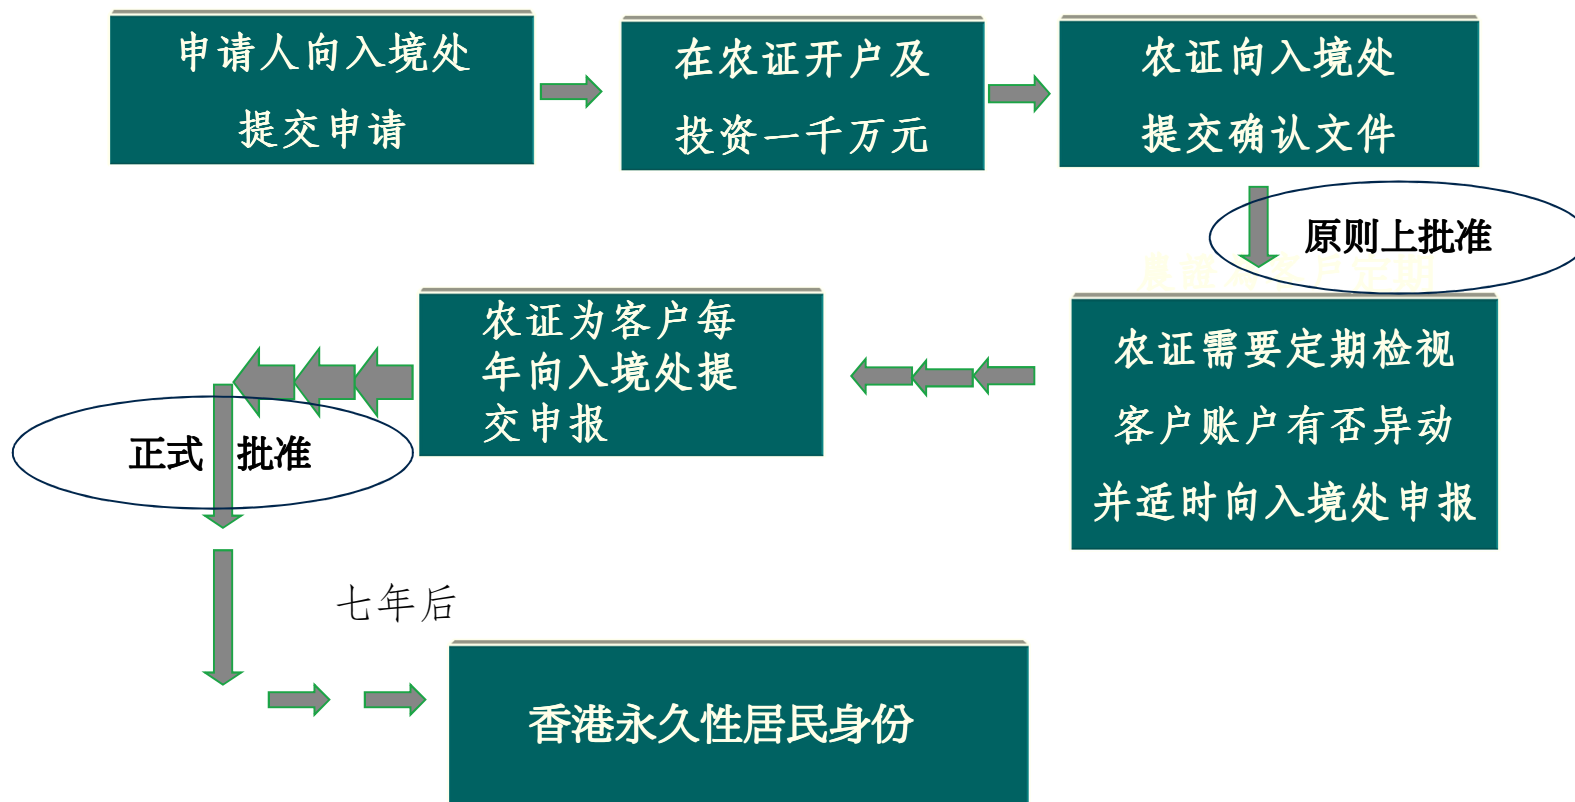 申请人向入境处
提交申请
在农证开户及
投资一千万元
农证向入境处
提交确认文件
原则上批准
农证需要定期检视
客户账户有否异动
并适时向入境处申报
农证为客户每
年向入境处提
交申报
正式 批准
七年后
香港永久性居民身份